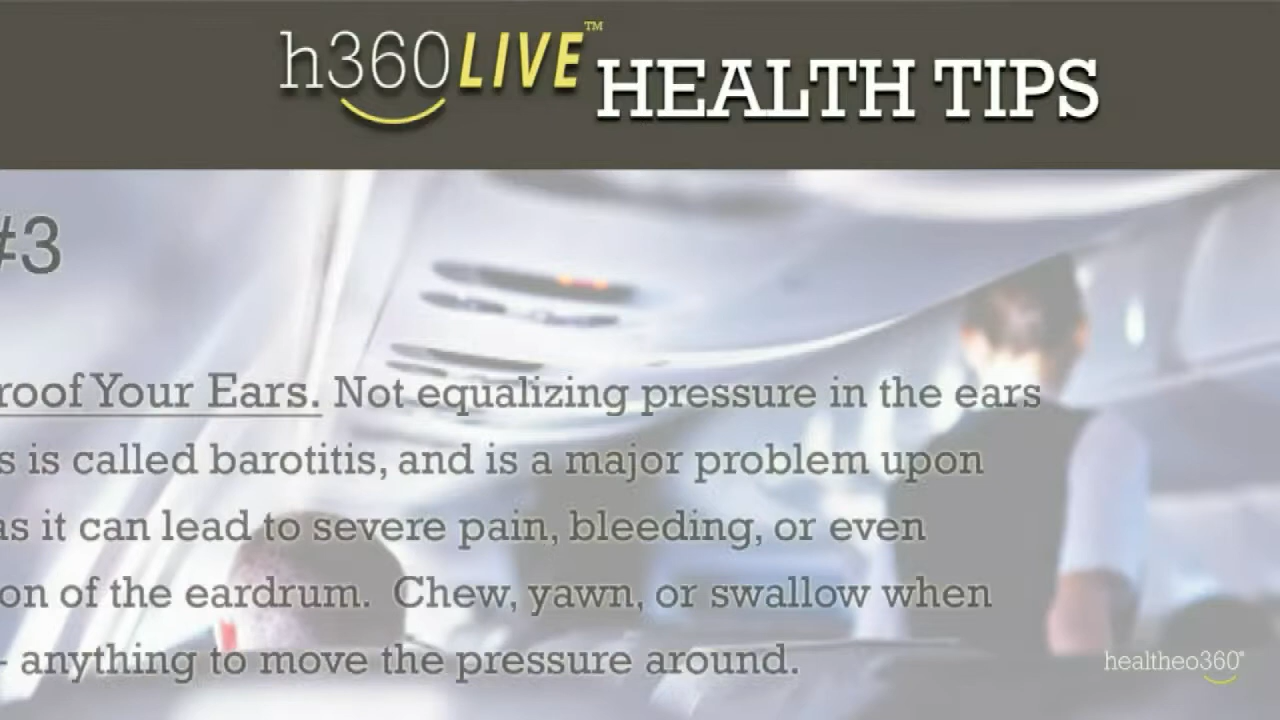 h360LIVE™ HEALTH TIPS
#3
roof Your Ears. Not equalizing pressure in the ears
s is called barotitis, and is a major problem upon
as it can lead to severe pain, bleeding, or even
on of the eardrum. Chew, yawn, or swallow when
- anything to move the pressure around.
healtheo360®